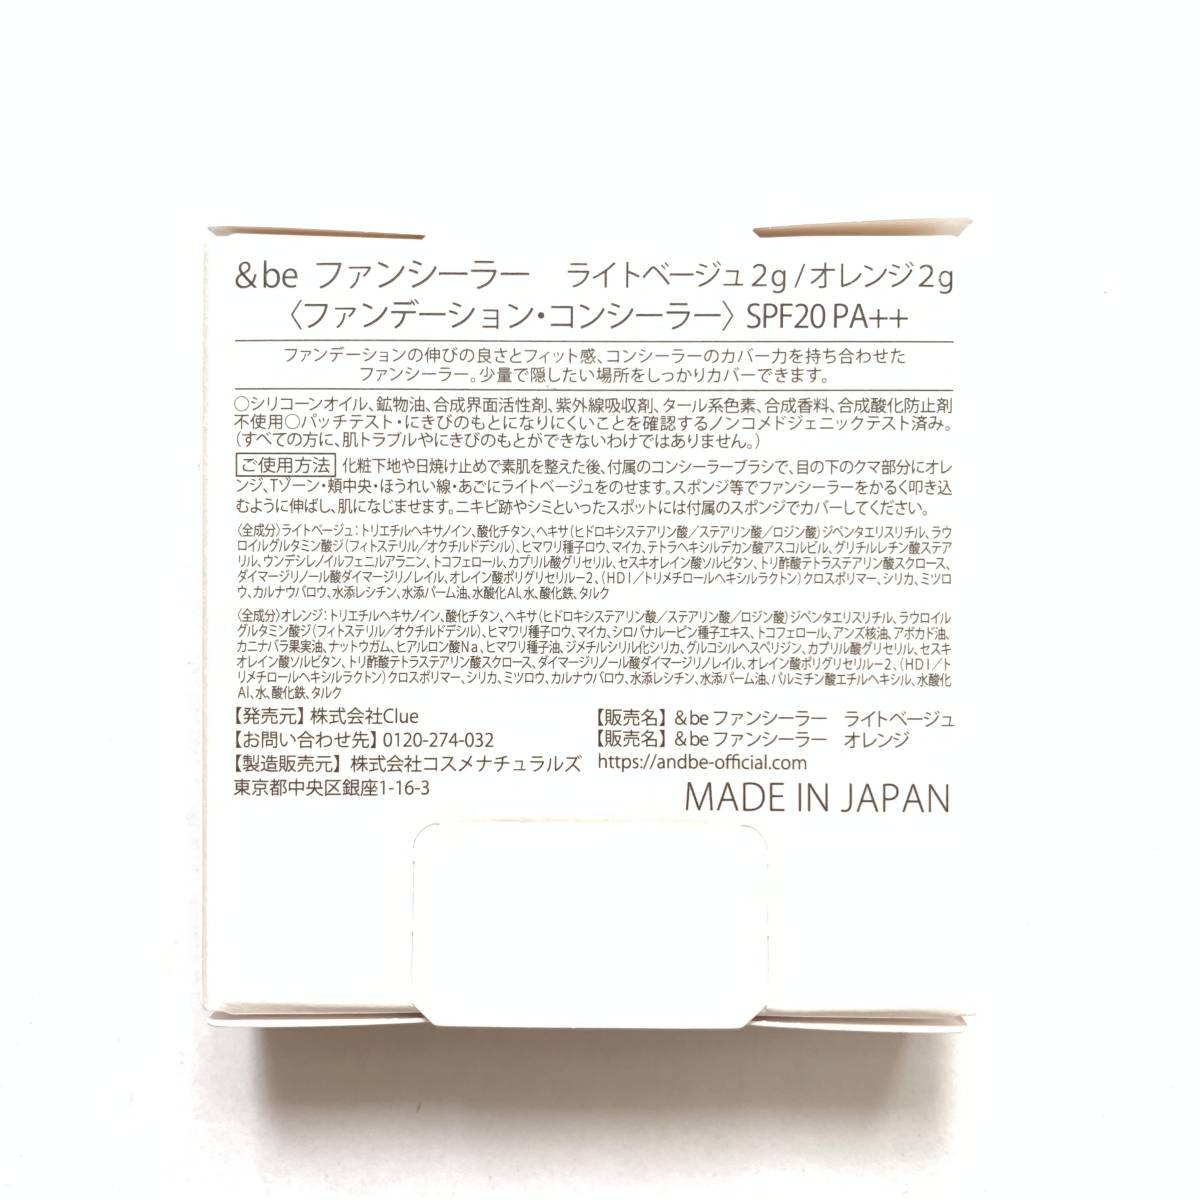 &be ファンシーラー ライトベージュ2g/オレンジ2g
〈ファンデーション・コンシーラー〉SPF20 PA++
ファンデーションの伸びの良さとフィット感、コンシーラーのカバー力を持ち合わせた
ファンシーラー。少量で隠したい場所をしっかりカバーできます。
○シリコーンオイル、鉱物油、合成界面活性剤、紫外線吸収剤、タール系色素、合成香料、合成酸化防止剤
不使用○パッチテスト・にきびのもとになりにくいことを確認するノンコメドジェニックテスト済み。
(すべての方に、肌トラブルやにきびのもとができないわけではありません。)
ご使用方法 化粧下地や日焼け止めで素肌を整えた後、付属のコンシーラーブラシで、目の下のクマ部分にオレ
ンジ、Tゾーン・頬中央・ほうれい線・あごにライトベージュをのせます。スポンジ等でファンシーラーをかるく叩き込
むように伸ばし、肌になじませます。ニキビ跡やシミといったスポットには付属のスポンジでカバーしてください。
〈全成分〉ライトベージュ:トリエチルヘキサノイン、酸化チタン、ヘキサ(ヒドロキシステアリン酸/ステアリン酸/ロジン酸)ジペンタエリスリチル、ラウ
ロイルグルタミン酸ジ(フィトステリル/オクチルドデシル)、ヒマワリ種子ロウ、マイカ、テトラヘキシルデカン酸アスコルビル、グリチルレチン酸ステア
リル、ウンデシレノイルフェニルアラニン、トコフェロール、カプリル酸グリセリル、セスキオレイン酸ソルビタン、トリ酢酸テトラステアリン酸スクロース、
ダイマージリノール酸ダイマージリノレイル、オレイン酸ポリグリセリル-2、(HDI/トリメチロールヘキシルラクトン)クロスポリマー、シリカ、ミツロ
ウ、カルナウバロウ、水添レシチン、水添パーム油、水酸化Al、水、酸化鉄、タルク
〈全成分〉オレンジ:トリエチルヘキサノイン、酸化チタン、ヘキサ(ヒドロキシステアリン酸/ステアリン酸/ロジン酸)ジペンタエリスリチル、ラウロイル
グルタミン酸ジ(フィトステリル/オクチルドデシル)、ヒマワリ種子ロウ、マイカ、シロバナルーピン種子エキス、トコフェロール、アンズ核油、アボカド油、
カニナバラ果実油、ナットウガム、ヒアルロン酸Na、ヒマワリ種子油、ジメチルシリル化シリカ、グルコシルヘスペリジン、カプリル酸グリセリル、セスキ
オレイン酸ソルビタン、トリ酢酸テトラステアリン酸スクロース、ダイマージリノール酸ダイマージリノレイル、オレイン酸ポリグリセリル-2、(HDI/ト
リメチロールヘキシルラクトン)クロスポリマー、シリカ、ミツロウ、カルナウバロウ、水添レシチン、水添パーム油、パルミチン酸エチルヘキシル、水酸化
Al、水、酸化鉄、タルク
【発売元】株式会社Clue
【お問い合わせ先】0120-274-032
【製造販売元】株式会社コスメナチュラルズ
東京都中央区銀座1-16-3
【販売名】&beファンシーラー ライトベージュ
【販売名】&beファンシーラー オレンジ
https://andbe-official.com
MADE IN JAPAN